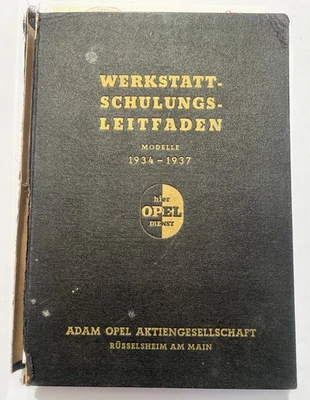 WERKSTATT-
SCHULUNGS-
LEITFADEN
MODELLE
1934-1937
hier
OPEL
DIENST
ADAM OPEL AKTIENGESELLSCHAFT
RÜSSELSHEIM AM MAIN